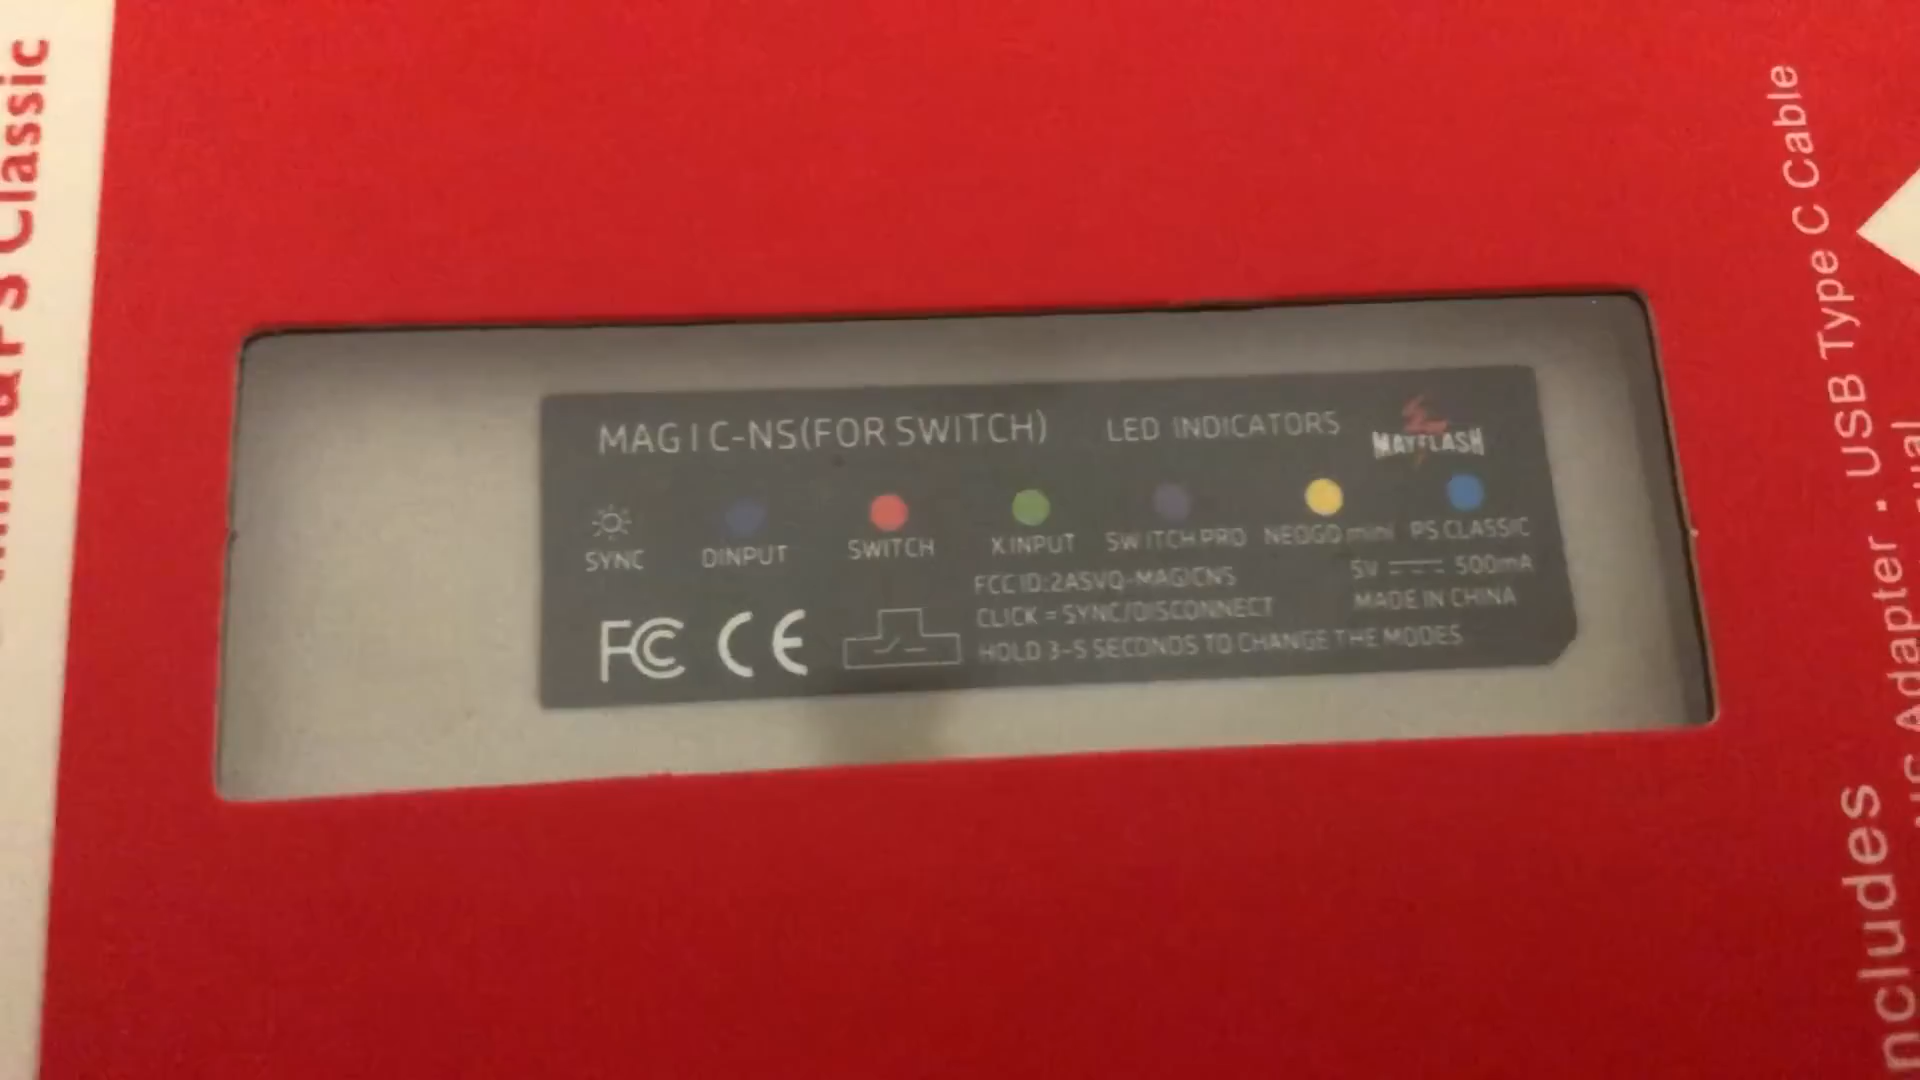 Classic
MAGIC-NS(FOR SWITCH) LED INDICATORS MAYFLASH
SYNC DINPUT SWITCH XINPUT SWITCH PRO NEOGEO mini PS CLASSIC
FCC ID:2ASVQ-MAGICNS 5V 500mA
CLICK = SYNC/DISCONNECT MADE IN CHINA
HOLD 3-5 SECONDS TO CHANGE THE MODES
FC CE
ncludes
Adapter · USB Type C Cable